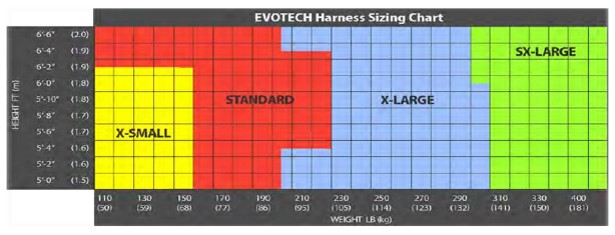 EVOTECH Harness Sizing Chart
HEIGHT FT (m)
6'-6" (2.0)
6'-4" (1.9)
6'-2" (1.9)
6'-0" (1.8)
5'-10" (1.8)
5'-8" (1.7)
5'-6" (1.7)
5'-4" (1.6)
5'-2" (1.6)
5'-0" (1.5)
X-SMALL
STANDARD
X-LARGE
SX-LARGE
110 130 150 170 190 210 230 250 270 290 310 330 400
(50) (59) (68) (77) (86) (95) (105) (114) (123) (132) (141) (150) (181)
WEIGHT LB (kg)